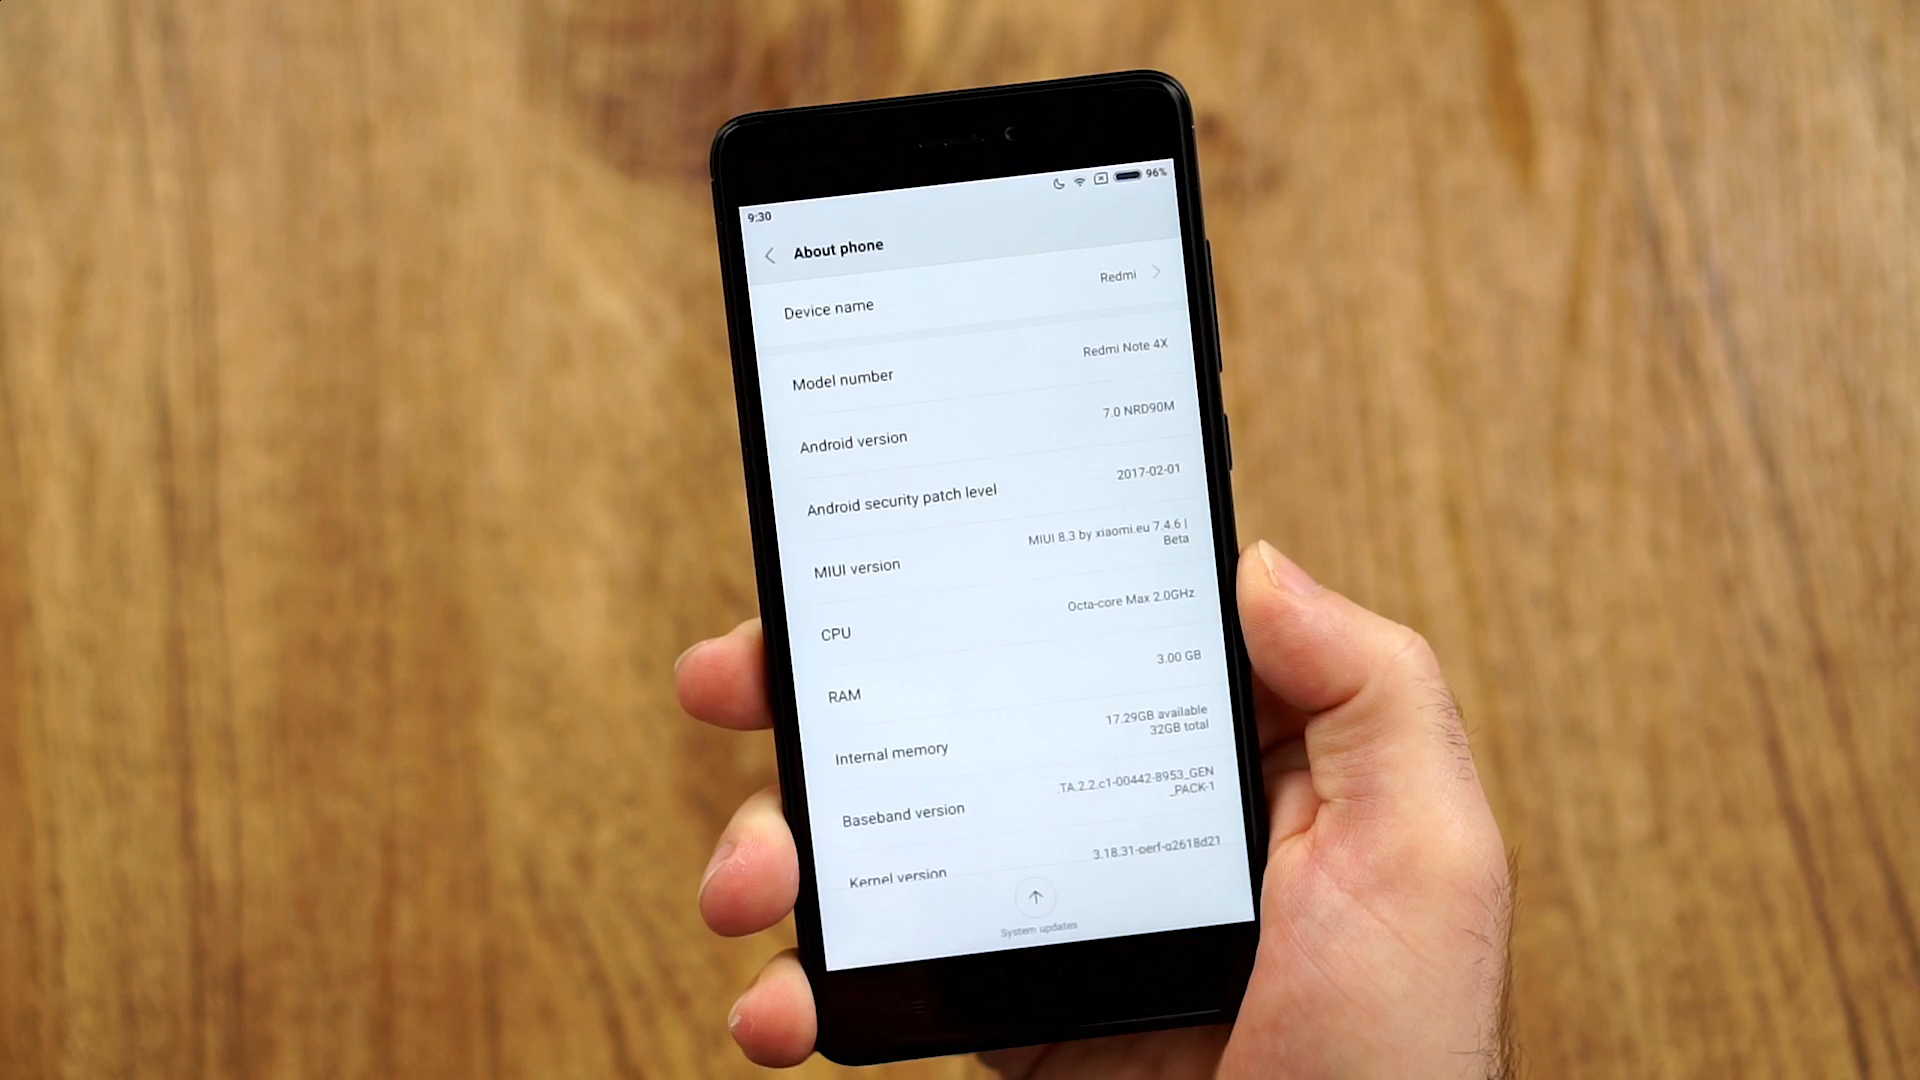 9:30 96%
About phone
Device name Redmi
Model number Redmi Note 4X
Android version 7.0 NRD90M
Android security patch level 2017-02-01
MIUI version MIUI 8.3 by xiaomi.eu 7.4.6 |
Beta
CPU Octa-core Max 2.0GHz
RAM 3.00 GB
Internal memory 17.29GB available
32GB total
Baseband version .TA.2.2.c1-00442-8953_GEN
_PACK-1
Kernel version 3.18.31-perf-g2618d21
System updates